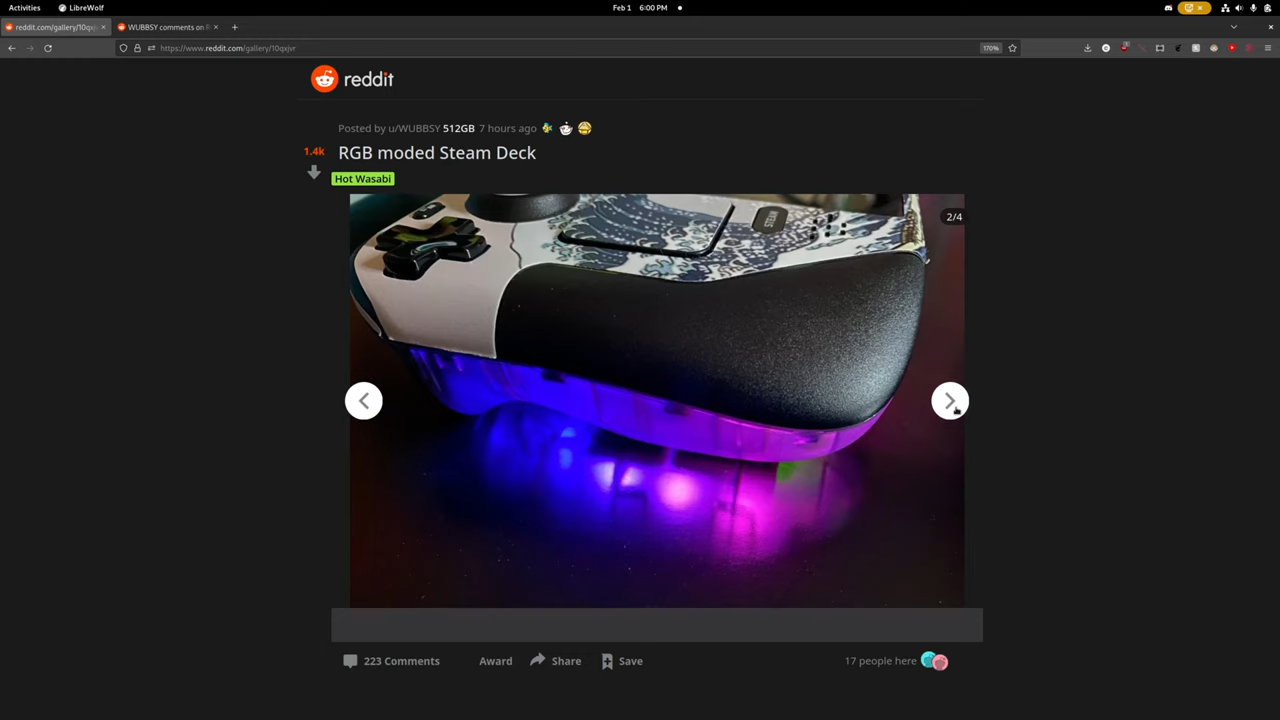 Activities
LibreWolf
Feb 1 6:00 PM
reddit.com/gallery/10qxjv
WUBBSY comments on R
https://www.reddit.com/gallery/10qxjvr
170%
reddit
Posted by u/WUBBSY 512GB 7 hours ago
1.4k
RGB moded Steam Deck
Hot Wasabi
2/4
STEAM
223 Comments
Award
Share
Save
17 people here